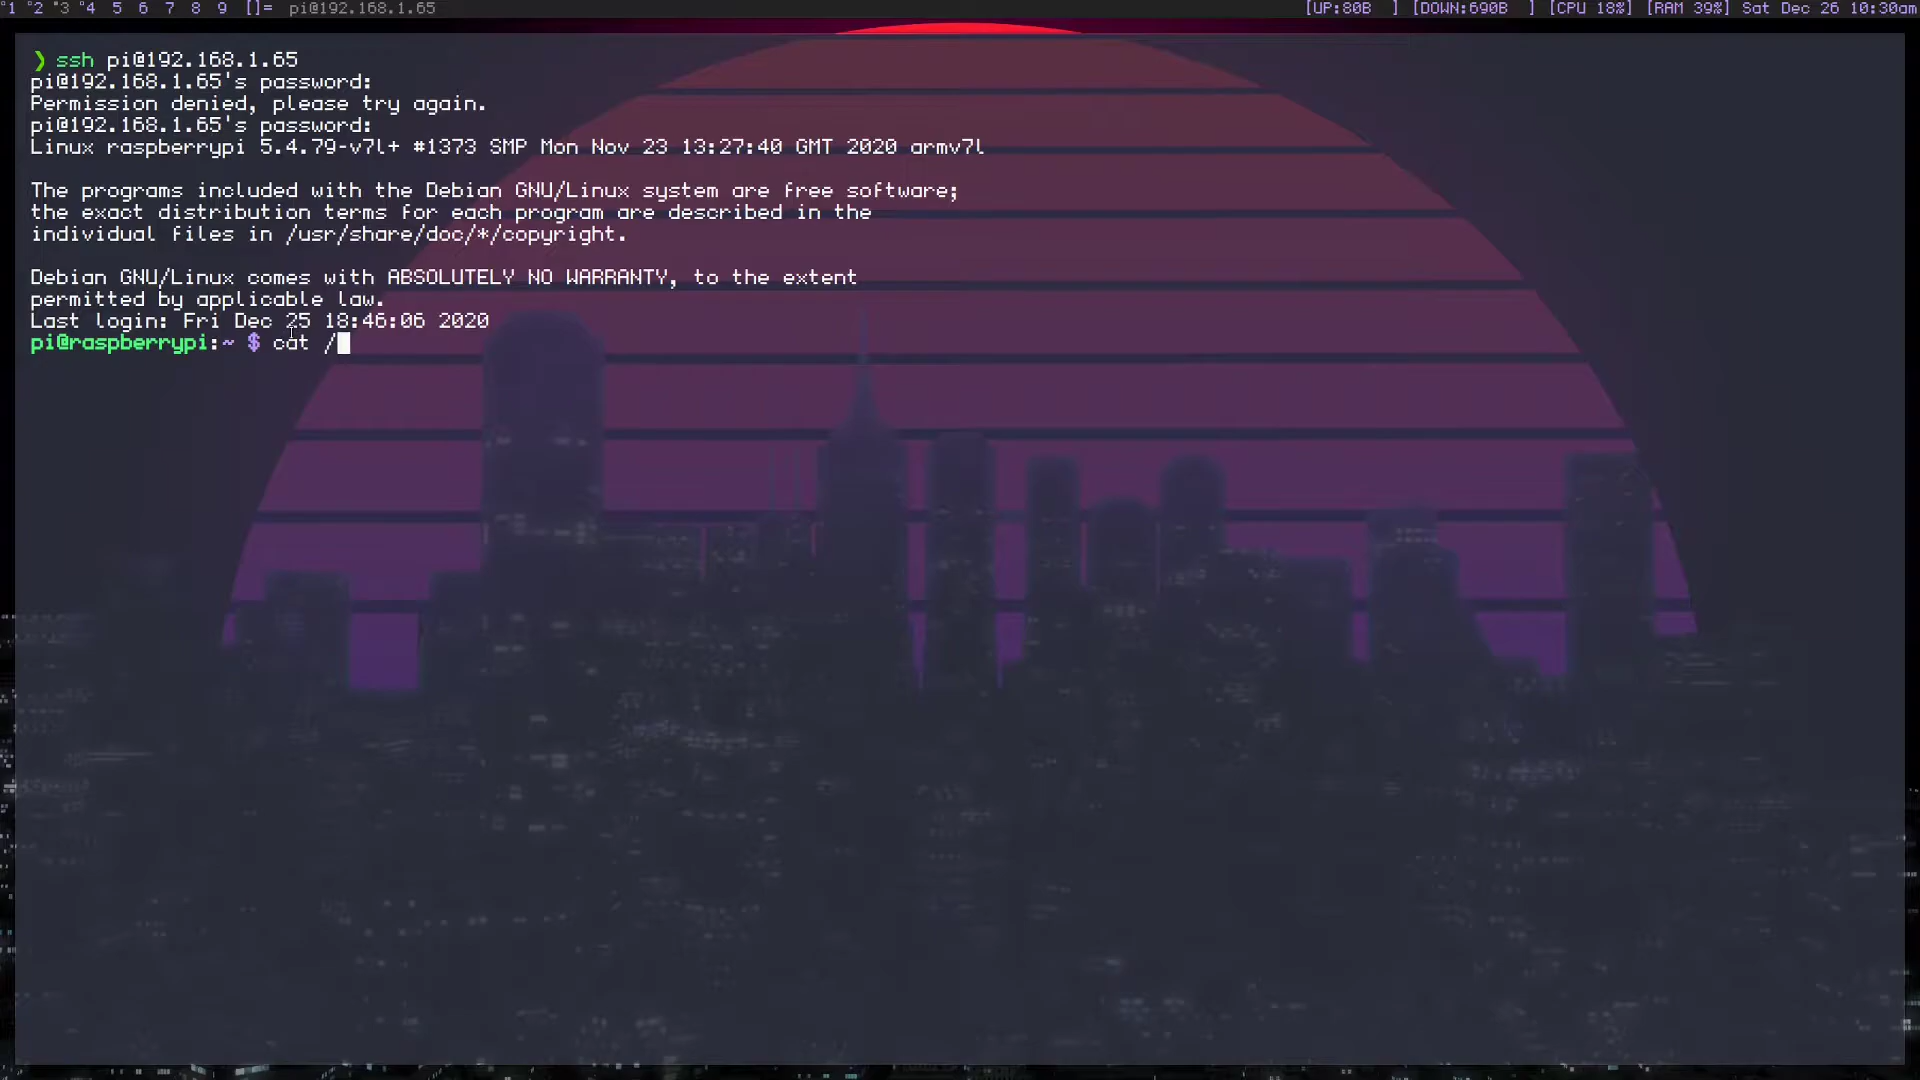 °1 °2 °3 °4 5 6 7 8 9 []= pi@192.168.1.65 [UP:80B ] [DOWN:690B ] [CPU 18%] [RAM 39%] Sat Dec 26 10:30am
❯ ssh pi@192.168.1.65
pi@192.168.1.65's password:
Permission denied, please try again.
pi@192.168.1.65's password:
Linux raspberrypi 5.4.79-v7l+ #1373 SMP Mon Nov 23 13:27:40 GMT 2020 armv7l
The programs included with the Debian GNU/Linux system are free software;
the exact distribution terms for each program are described in the
individual files in /usr/share/doc/*/copyright.
Debian GNU/Linux comes with ABSOLUTELY NO WARRANTY, to the extent
permitted by applicable law.
Last login: Fri Dec 25 18:46:06 2020
pi@raspberrypi:~ $ cat /